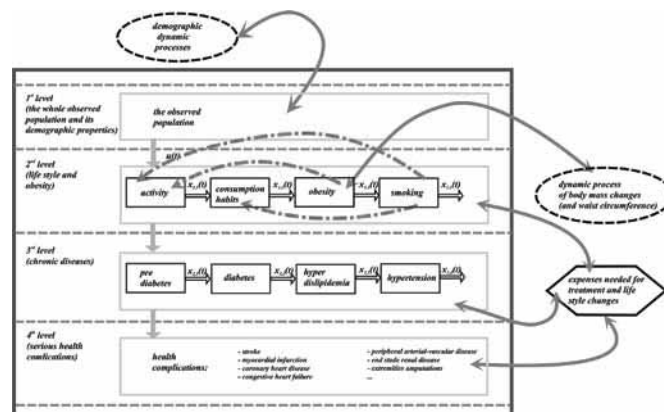 demographic
dynamic
processes
1st level
(the whole observed
population and its
demographic properties)
the observed
population
2nd level
(life style and
obesity)
u(t)
activity
consumption
habits
obesity
smoking
dynamic process
of body mass changes
(and waist circumference)
3rd level
(chronic diseases)
pre
diabetes
diabetes
hyper
dislipidemia
hypertension
expenses needed for
treatment and life
style changes
4th level
(serious health
comlications)
health
complications:
- stroke
- myocardial infarction
- coronary heart disease
- congestive heart failure
- peripheral arterial-vascular disease
- end stade renal disease
- extremities amputations
...